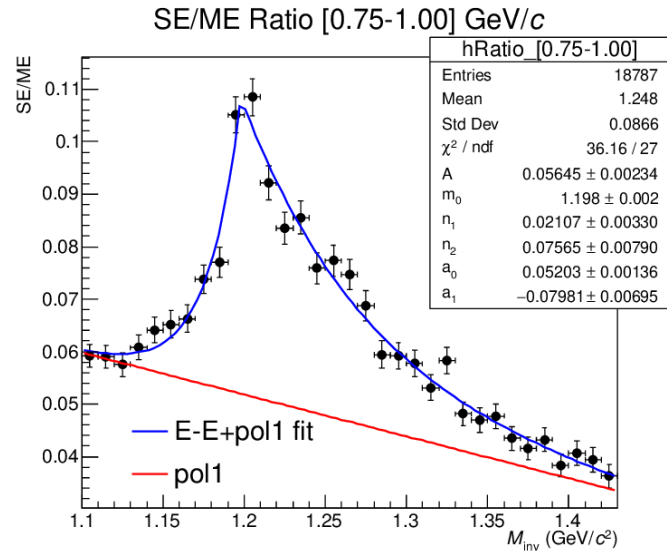 SE/ME Ratio [0.75-1.00] GeV/c
hRatio_[0.75-1.00]
Entries 18787
Mean 1.248
Std Dev 0.0866
χ² / ndf 36.16 / 27
A 0.05645 ± 0.00234
m₀ 1.198 ± 0.002
n₁ 0.02107 ± 0.00330
n₂ 0.07565 ± 0.00790
a₀ 0.05203 ± 0.00136
a₁ −0.07981 ± 0.00695
SE/ME
0.11
0.1
0.09
0.08
0.07
0.06
0.05
0.04
E-E+pol1 fit
pol1
1.1 1.15 1.2 1.25 1.3 1.35 1.4
M_inv (GeV/c²)